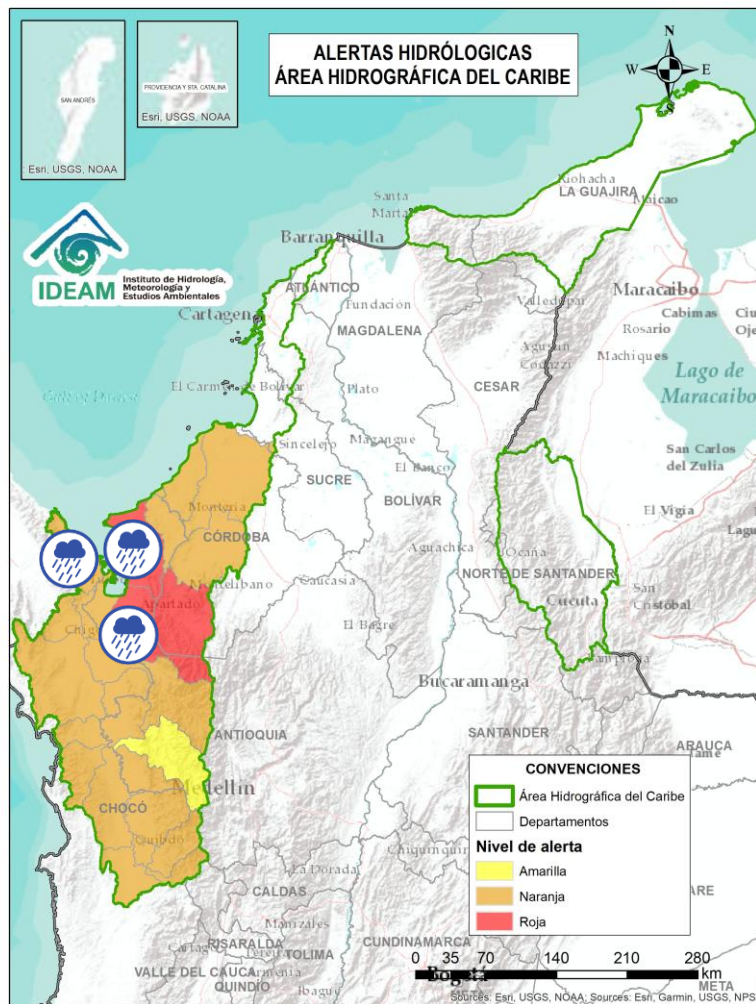 ALERTAS HIDRÓLOGICAS
ÁREA HIDROGRÁFICA DEL CARIBE
N
W
E
S
SAN ANDRÉS
Esri, USGS, NOAA
PROVIDENCIA Y STA. CATALINA
Esri, USGS, NOAA
IDEAM
Instituto de Hidrología,
Meteorología y
Estudios Ambientales
Riohacha
LA GUAJIRA
Maicao
Santa
Marta
Barranquilla
ATLÁNTICO
Fundación
Valledupar
Maracaibo
Cartagena
MAGDALENA
Cabimas
Rosario
Agustín
Codazzi
Machiques
El Carmen de Bolívar
Plato
CESAR
Lago de
Maracaibo
Sincelejo
Magangue
San Carlos
del Zulia
SUCRE
El Banco
BOLÍVAR
Montería
El Vigía
CÓRDOBA
Aguachica
Ocaña
NORTE DE SANTANDER
Montelíbano
Caucasia
Apartadó
San
Cristóbal
Cúcuta
El Bagre
Pamplona
Bucaramanga
ANTIOQUIA
SANTANDER
ARAUCA
Medellín
CHOCÓ
Quibdó
Chiquinquirá
La Dorada
CALDAS
Manizales
RISARALDA
Pereira
TOLIMA
CUNDINAMARCA
VALLE DEL CAUCA
Armenia
QUINDÍO
Ibagué
Bogotá
META
CONVENCIONES
Área Hidrográfica del Caribe
Departamentos
Nivel de alerta
Amarilla
Naranja
Roja
0 35 70 140 210 280
km
Sources: Esri, USGS, NOAA; Sources: Esri, Garmin, USGS, NPS